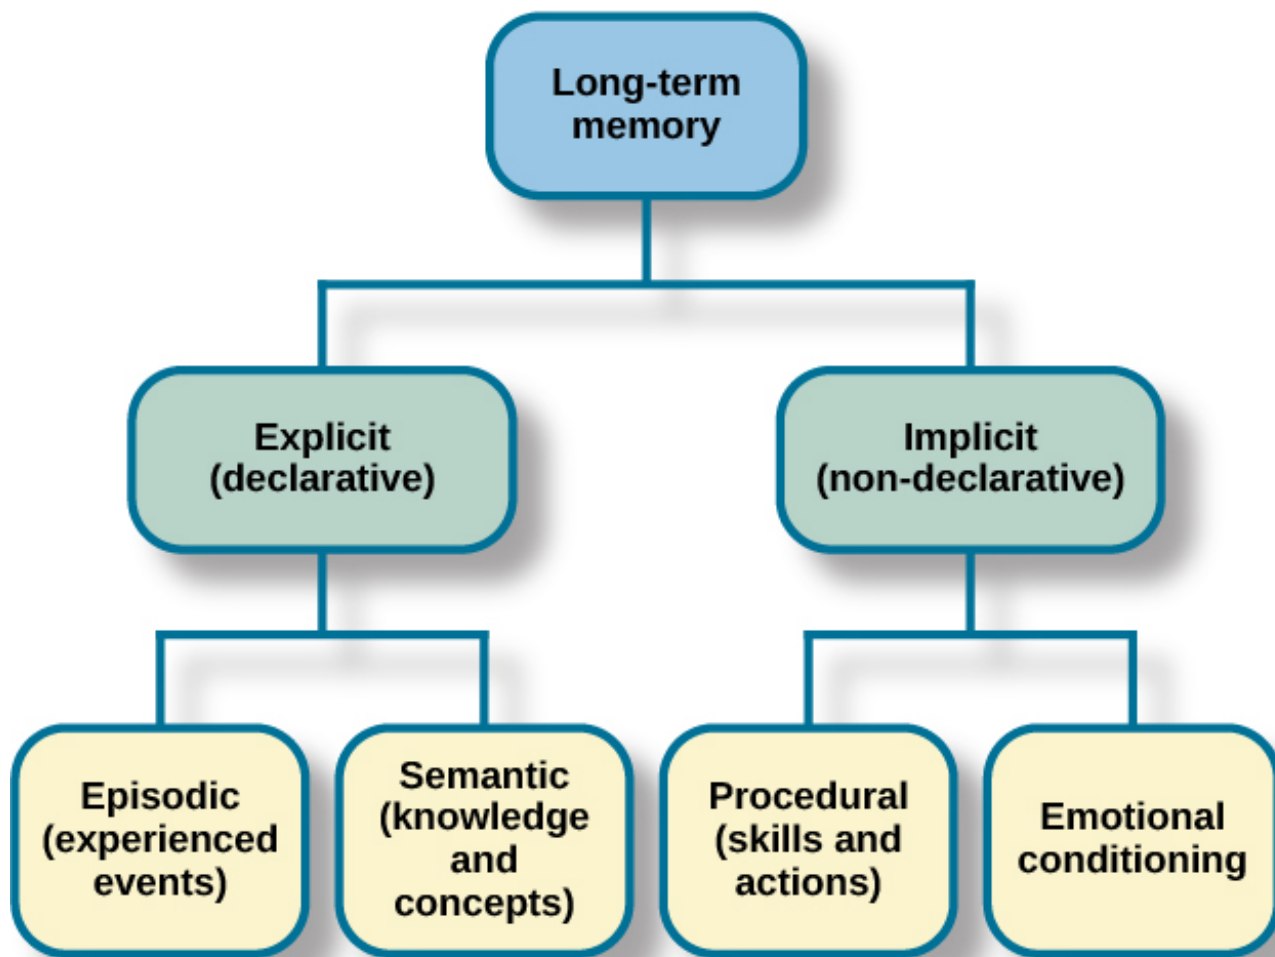 Long-term
memory
Explicit
(declarative)
Implicit
(non-declarative)
Episodic
(experienced
events)
Semantic
(knowledge
and
concepts)
Procedural
(skills and
actions)
Emotional
conditioning